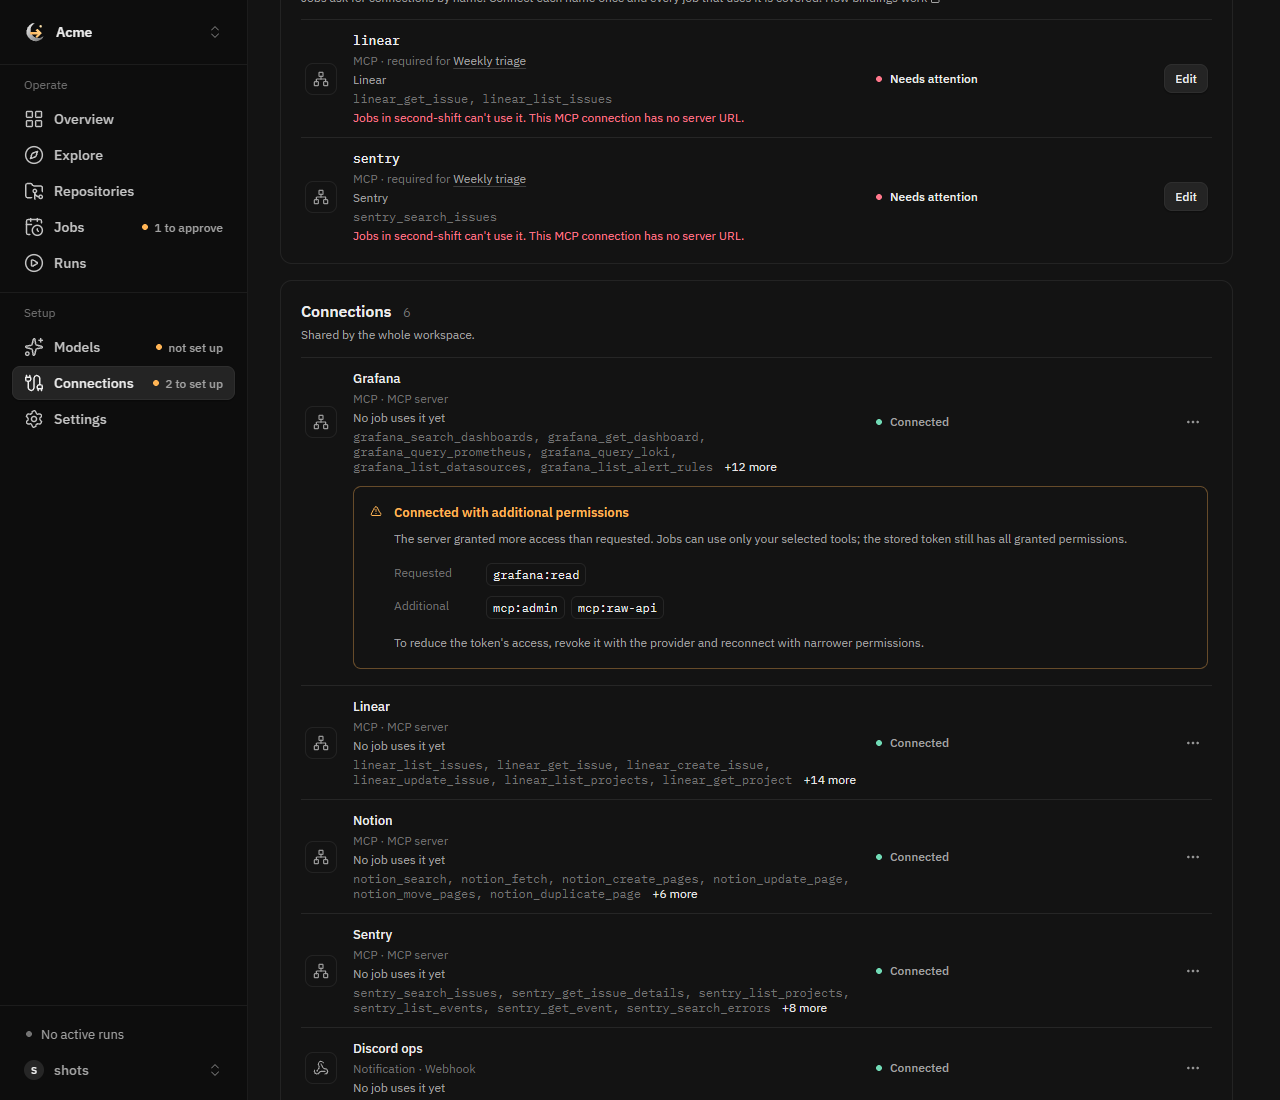 Acme
Operate
Overview
Explore
Repositories
Jobs
1 to approve
Runs
Setup
Models
not set up
Connections
2 to set up
Settings
No active runs
S
shots
linear
MCP · required for Weekly triage
Linear
linear_get_issue, linear_list_issues
Jobs in second-shift can't use it. This MCP connection has no server URL.
Needs attention
Edit
sentry
MCP · required for Weekly triage
Sentry
sentry_search_issues
Jobs in second-shift can't use it. This MCP connection has no server URL.
Needs attention
Edit
Connections 6
Shared by the whole workspace.
Grafana
MCP · MCP server
No job uses it yet
grafana_search_dashboards, grafana_get_dashboard,
grafana_query_prometheus, grafana_query_loki,
grafana_list_datasources, grafana_list_alert_rules +12 more
Connected
Connected with additional permissions
The server granted more access than requested. Jobs can use only your selected tools; the stored token still has all granted permissions.
Requested grafana:read
Additional mcp:admin mcp:raw-api
To reduce the token's access, revoke it with the provider and reconnect with narrower permissions.
Linear
MCP · MCP server
No job uses it yet
linear_list_issues, linear_get_issue, linear_create_issue,
linear_update_issue, linear_list_projects, linear_get_project +14 more
Connected
Notion
MCP · MCP server
No job uses it yet
notion_search, notion_fetch, notion_create_pages, notion_update_page,
notion_move_pages, notion_duplicate_page +6 more
Connected
Sentry
MCP · MCP server
No job uses it yet
sentry_search_issues, sentry_get_issue_details, sentry_list_projects,
sentry_list_events, sentry_get_event, sentry_search_errors +8 more
Connected
Discord ops
Notification · Webhook
No job uses it yet
Connected